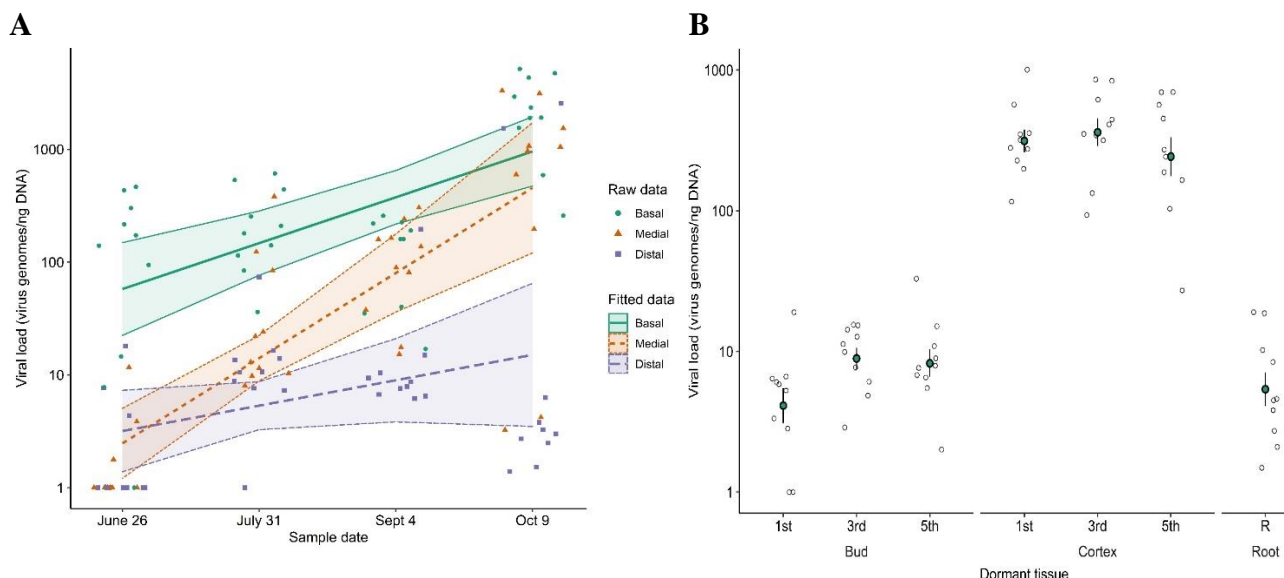 A
Viral load (virus genomes/ng DNA)
1000
100
10
1
June 26 July 31 Sept 4 Oct 9
Sample date
Raw data
Basal
Medial
Distal
Fitted data
Basal
Medial
Distal
B
Viral load (virus genomes/ng DNA)
1000
100
10
1
1st 3rd 5th 1st 3rd 5th R
Bud Cortex Root
Dormant tissue